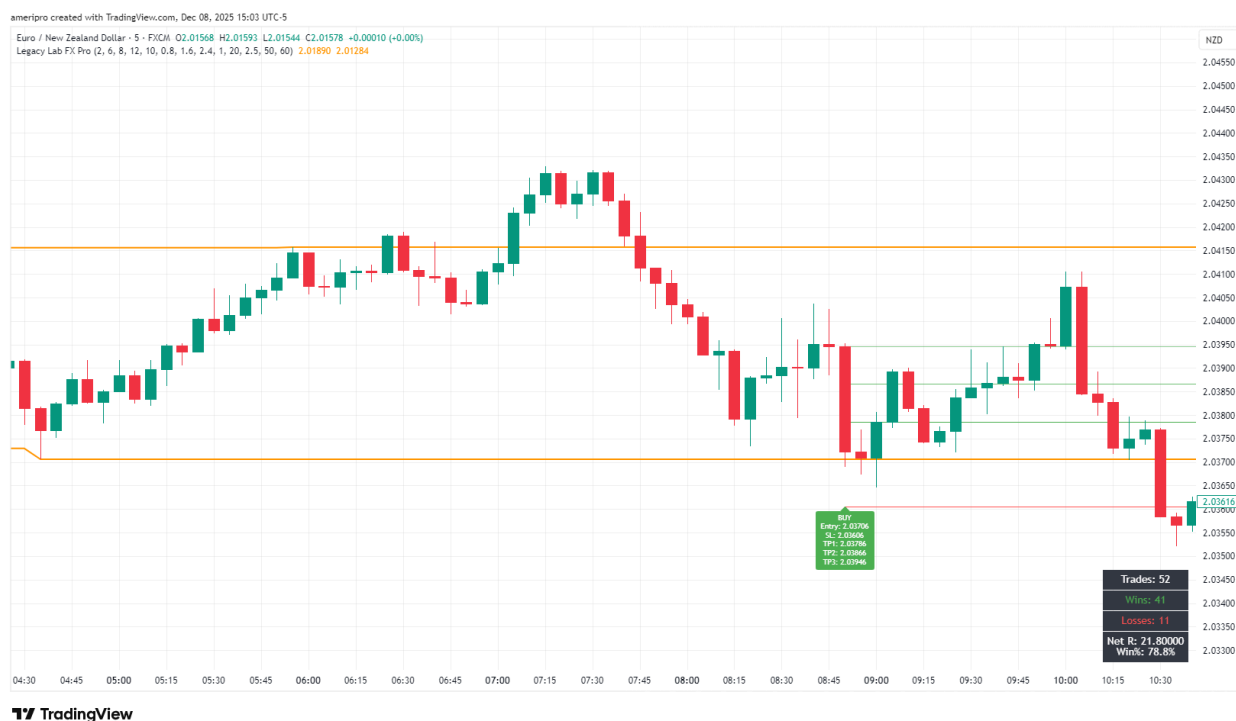 ameripro created with TradingView.com, Dec 08, 2025 15:03 UTC-5
Euro / New Zealand Dollar · 5 · FXCM O2.01568 H2.01593 L2.01544 C2.01578 +0.00010 (+0.00%)
Legacy Lab FX Pro (2, 6, 8, 12, 10, 0.8, 1.6, 2.4, 1, 20, 2.5, 50, 60) 2.01890 2.01284
NZD
2.04550
2.04500
2.04450
2.04400
2.04350
2.04300
2.04250
2.04200
2.04150
2.04100
2.04050
2.04000
2.03950
2.03900
2.03850
2.03800
2.03750
2.03700
2.03650
2.03616
2.03600
2.03550
2.03500
2.03450
2.03400
2.03350
2.03300
BUY
Entry: 2.03706
SL: 2.03606
TP1: 2.03786
TP2: 2.03866
TP3: 2.03946
Trades: 52
Wins: 41
Losses: 11
Net R: 21.80000
Win%: 78.8%
04:30 04:45 05:00 05:15 05:30 05:45 06:00 06:15 06:30 06:45 07:00 07:15 07:30 07:45 08:00 08:15 08:30 08:45 09:00 09:15 09:30 09:45 10:00 10:15 10:30
TradingView